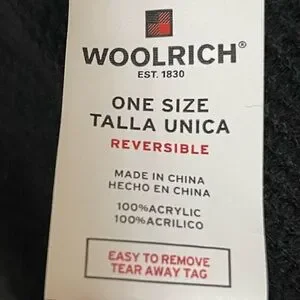 WOOLRICH®
EST. 1830
ONE SIZE
TALLA UNICA
REVERSIBLE
MADE IN CHINA
HECHO EN CHINA
100%ACRYLIC
100%ACRILICO
EASY TO REMOVE
TEAR AWAY TAG